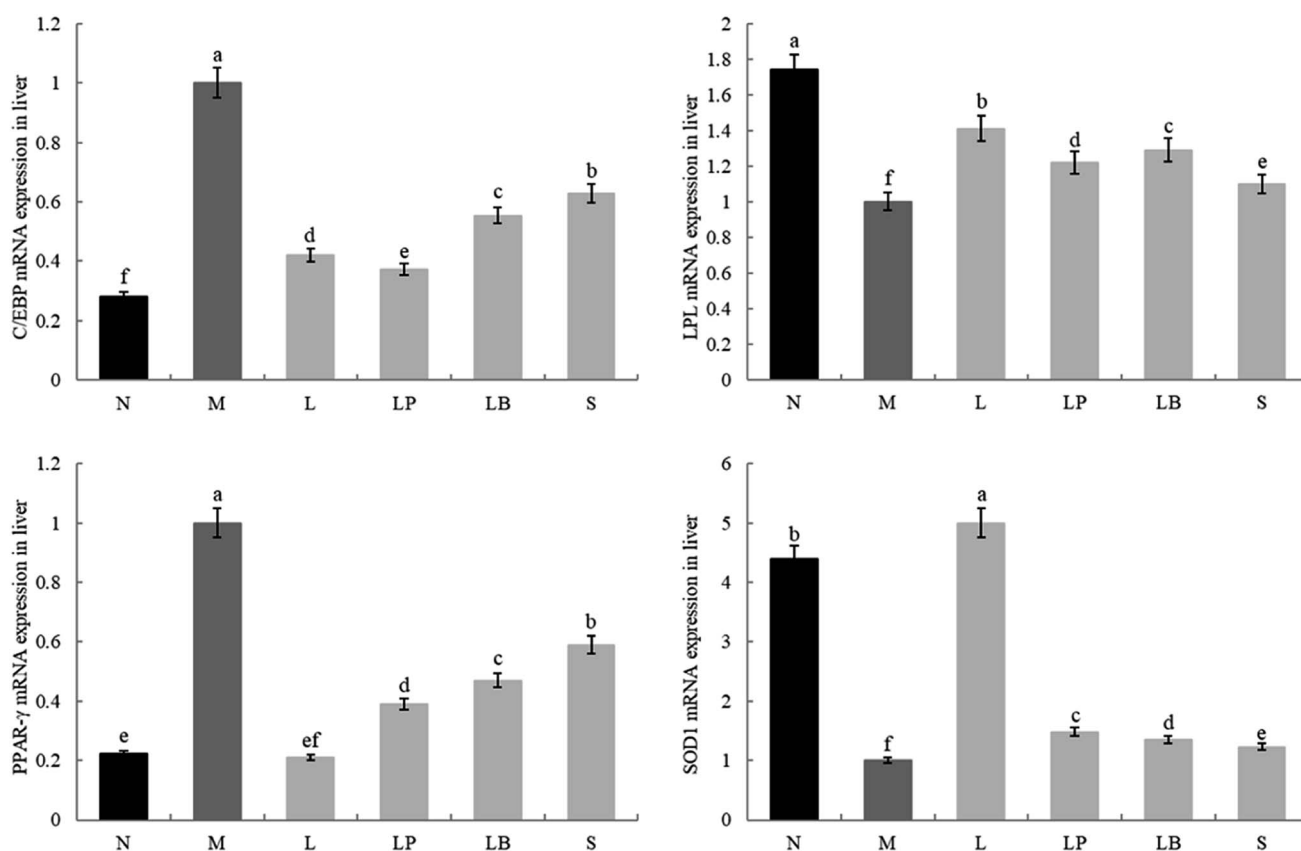 C/EBP mRNA expression in liver
1.2
1
0.8
0.6
0.4
0.2
0
f
a
d
e
c
b
N M L LP LB S
LPL mRNA expression in liver
2
1.8
1.6
1.4
1.2
1
0.8
0.6
0.4
0.2
0
a
f
b
d
c
e
N M L LP LB S
PPAR-γ mRNA expression in liver
1.2
1
0.8
0.6
0.4
0.2
0
e
a
ef
d
c
b
N M L LP LB S
SOD1 mRNA expression in liver
6
5
4
3
2
1
0
b
f
a
c
d
e
N M L LP LB S